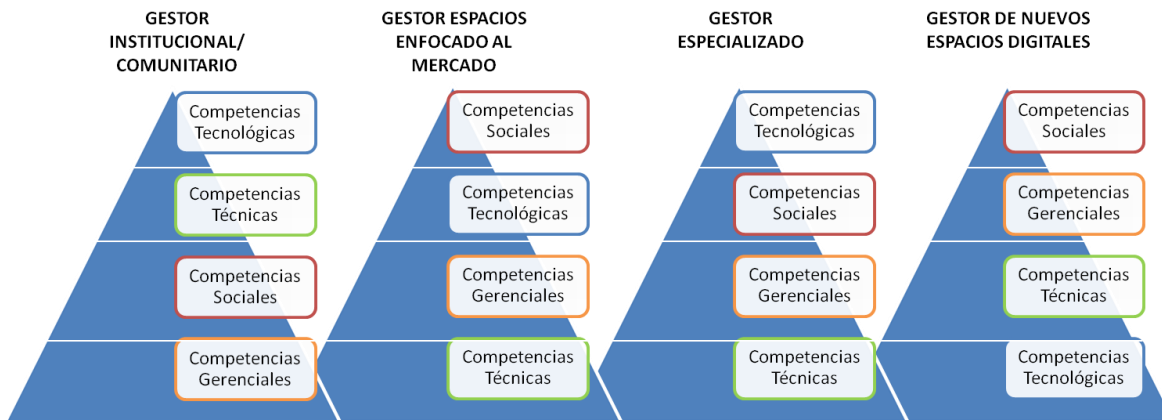 GESTOR
INSTITUCIONAL/
COMUNITARIO
Competencias
Tecnológicas
Competencias
Técnicas
Competencias
Sociales
Competencias
Gerenciales
GESTOR ESPACIOS
ENFOCADO AL
MERCADO
Competencias
Sociales
Competencias
Tecnológicas
Competencias
Gerenciales
Competencias
Técnicas
GESTOR
ESPECIALIZADO
Competencias
Tecnológicas
Competencias
Sociales
Competencias
Gerenciales
Competencias
Técnicas
GESTOR DE NUEVOS
ESPACIOS DIGITALES
Competencias
Sociales
Competencias
Gerenciales
Competencias
Técnicas
Competencias
Tecnológicas